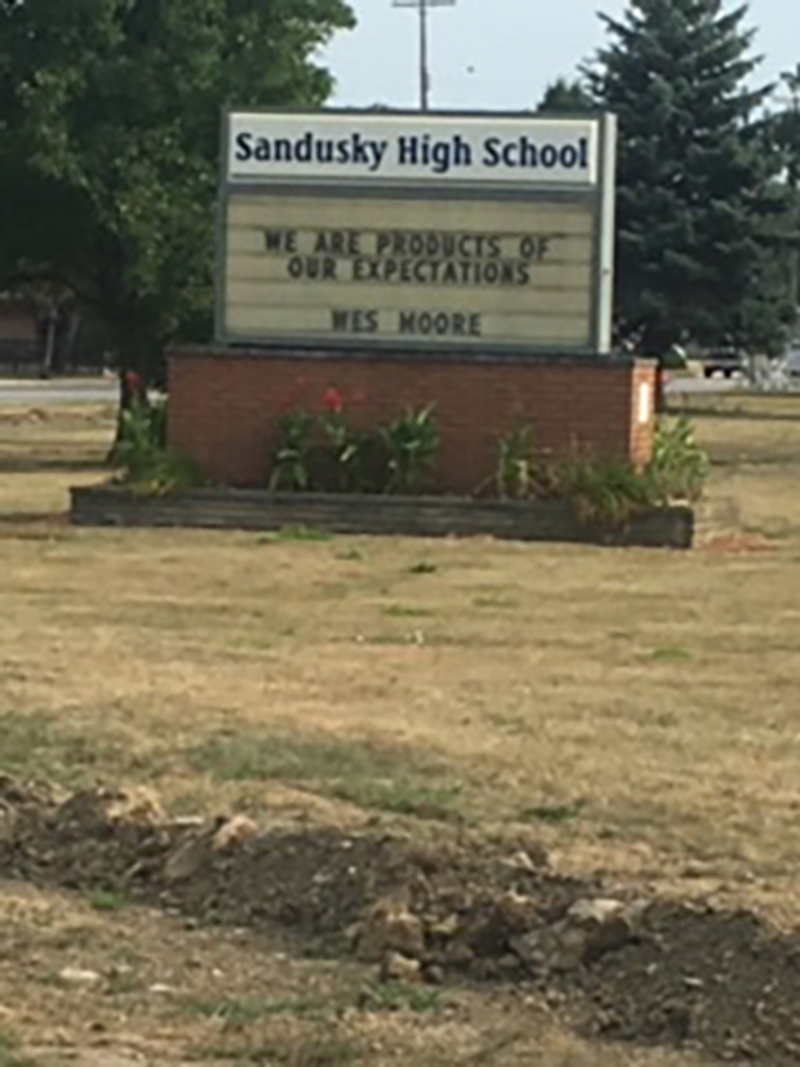 Sandusky High School
WE ARE PRODUCTS OF
OUR EXPECTATIONS
WES MOORE